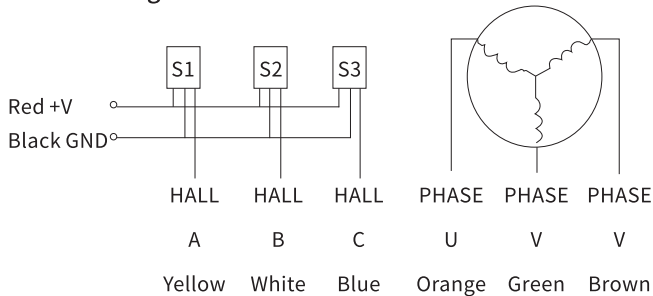 S1 S2 S3
Red +V
Black GND
HALL HALL HALL PHASE PHASE PHASE
A B C U V V
Yellow White Blue Orange Green Brown